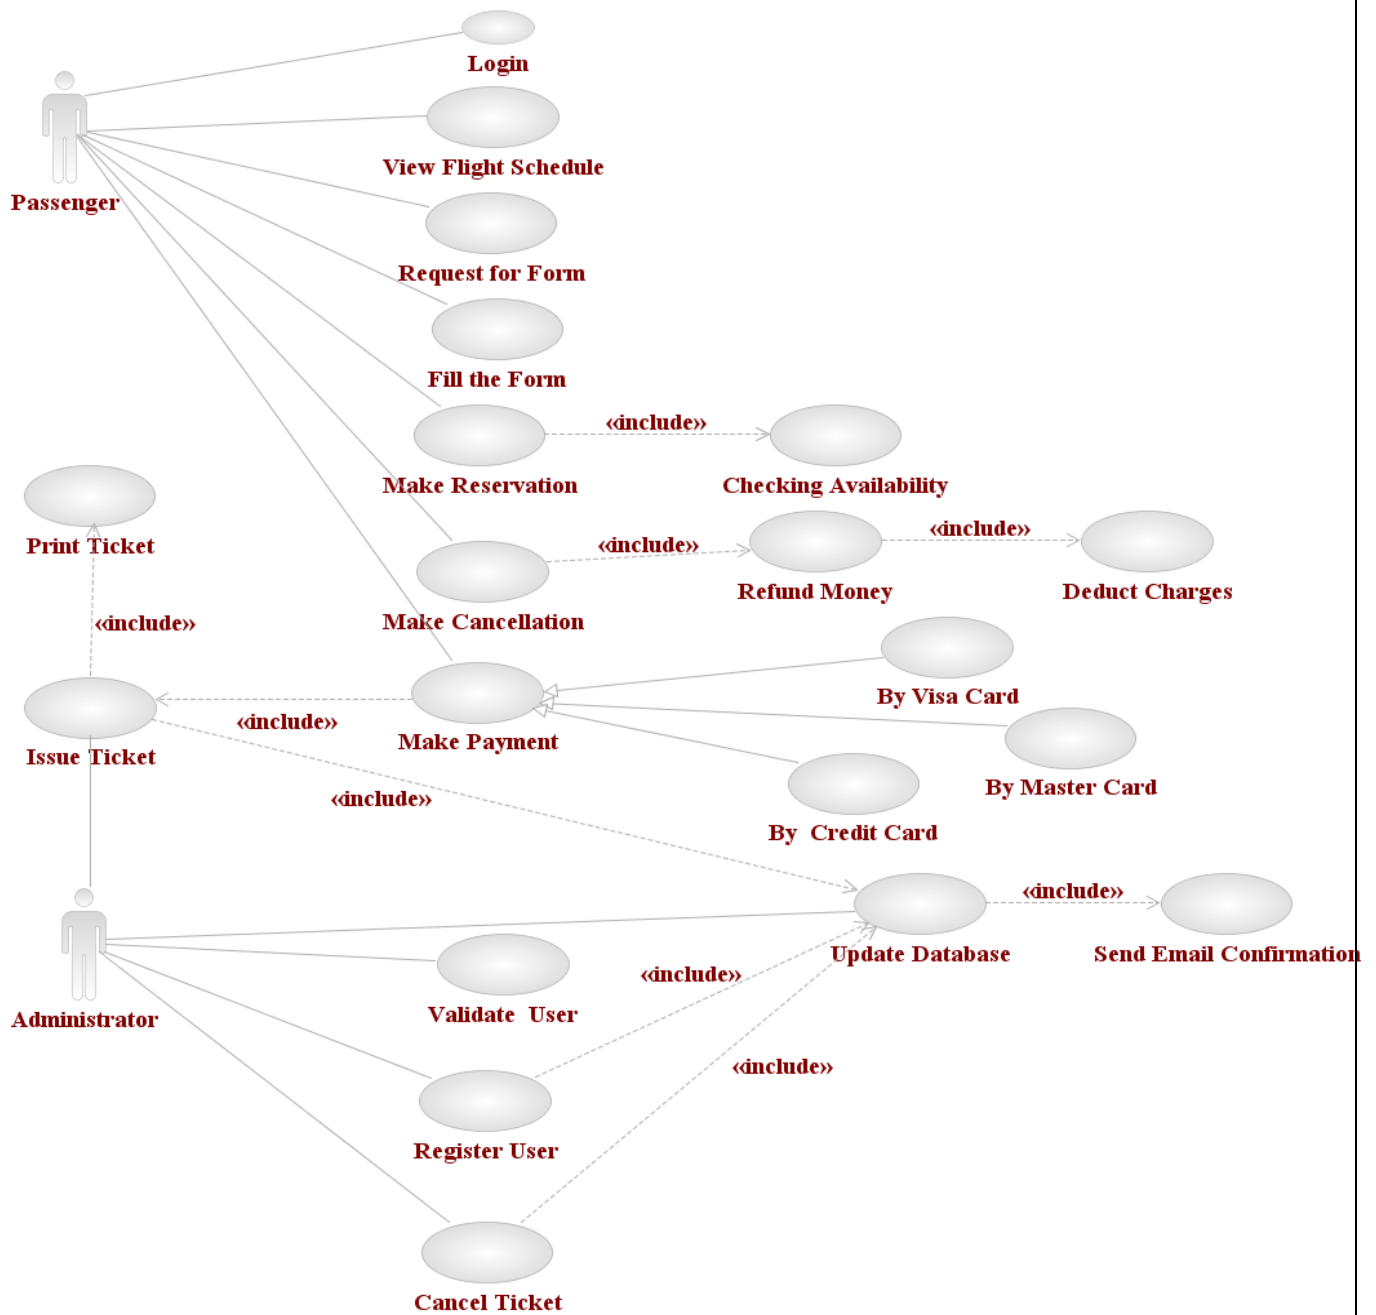 Login
View Flight Schedule
Passenger
Request for Form
Fill the Form
«include»
Make Reservation
Checking Availability
«include»
«include»
Print Ticket
Refund Money
Deduct Charges
«include»
Make Cancellation
By Visa Card
«include»
Make Payment
Issue Ticket
By Master Card
«include»
By  Credit Card
«include»
Update Database
Send Email Confirmation
«include»
Validate  User
Administrator
«include»
Register User
Cancel Ticket